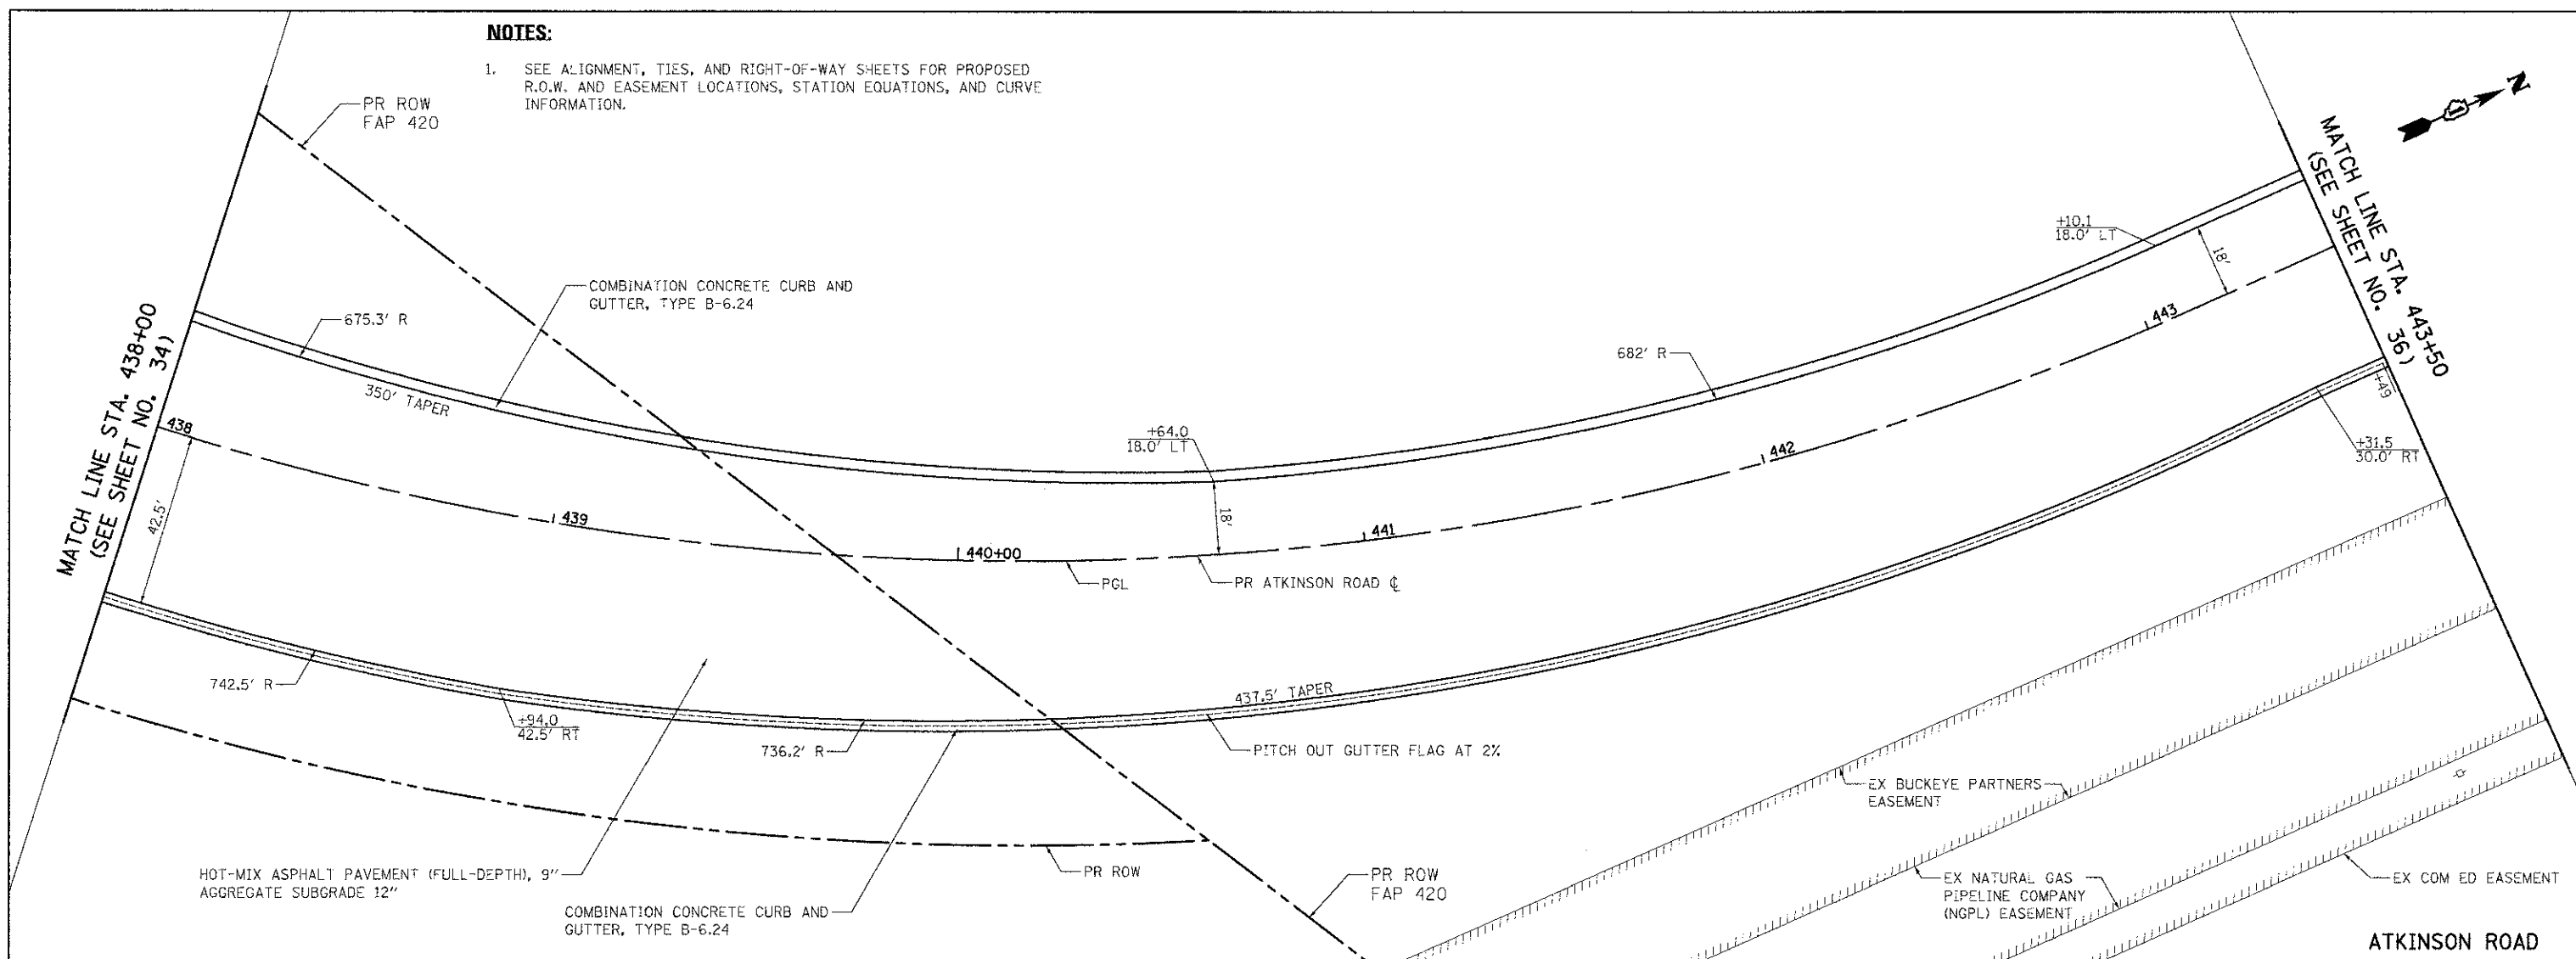 NOTES:
1. SEE ALIGNMENT, TIES, AND RIGHT-OF-WAY SHEETS FOR PROPOSED
R.O.W. AND EASEMENT LOCATIONS, STATION EQUATIONS, AND CURVE
INFORMATION.
PR ROW
FAP 420
N
MATCH LINE STA. 443+50
(SEE SHEET NO. 36)
+10.1
18.0' LT
18'
443
COMBINATION CONCRETE CURB AND
GUTTER, TYPE B-6.24
675.3' R
MATCH LINE STA. 438+00
(SEE SHEET NO. 34)
350' TAPER
682' R
+49
438
+64.0
18.0' LT
442
+31.5
30.0' RT
42.5'
439
18'
441
440+00
PGL
PR ATKINSON ROAD ℄
742.5' R
+94.0
42.5' RT
437.5' TAPER
736.2' R
PITCH OUT GUTTER FLAG AT 2%
EX BUCKEYE PARTNERS
EASEMENT
HOT-MIX ASPHALT PAVEMENT (FULL-DEPTH), 9"
AGGREGATE SUBGRADE 12"
PR ROW
PR ROW
FAP 420
EX NATURAL GAS
PIPELINE COMPANY
(NGPL) EASEMENT
EX COM ED EASEMENT
COMBINATION CONCRETE CURB AND
GUTTER, TYPE B-6.24
ATKINSON ROAD